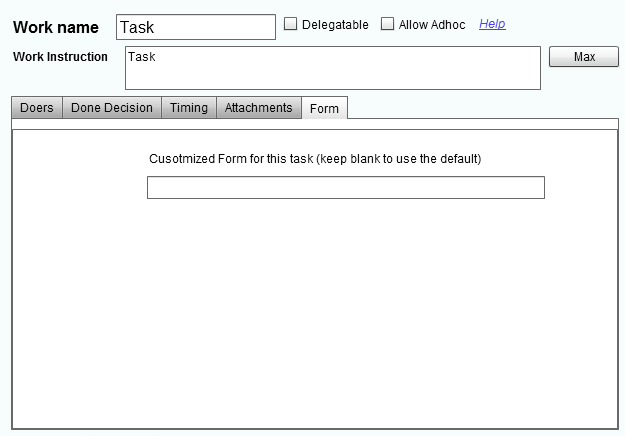 Work name Task Delegatable Allow Adhoc Help
Work Instruction Task Max
Doers Done Decision Timing Attachments Form
Cusotmized Form for this task (keep blank to use the default)